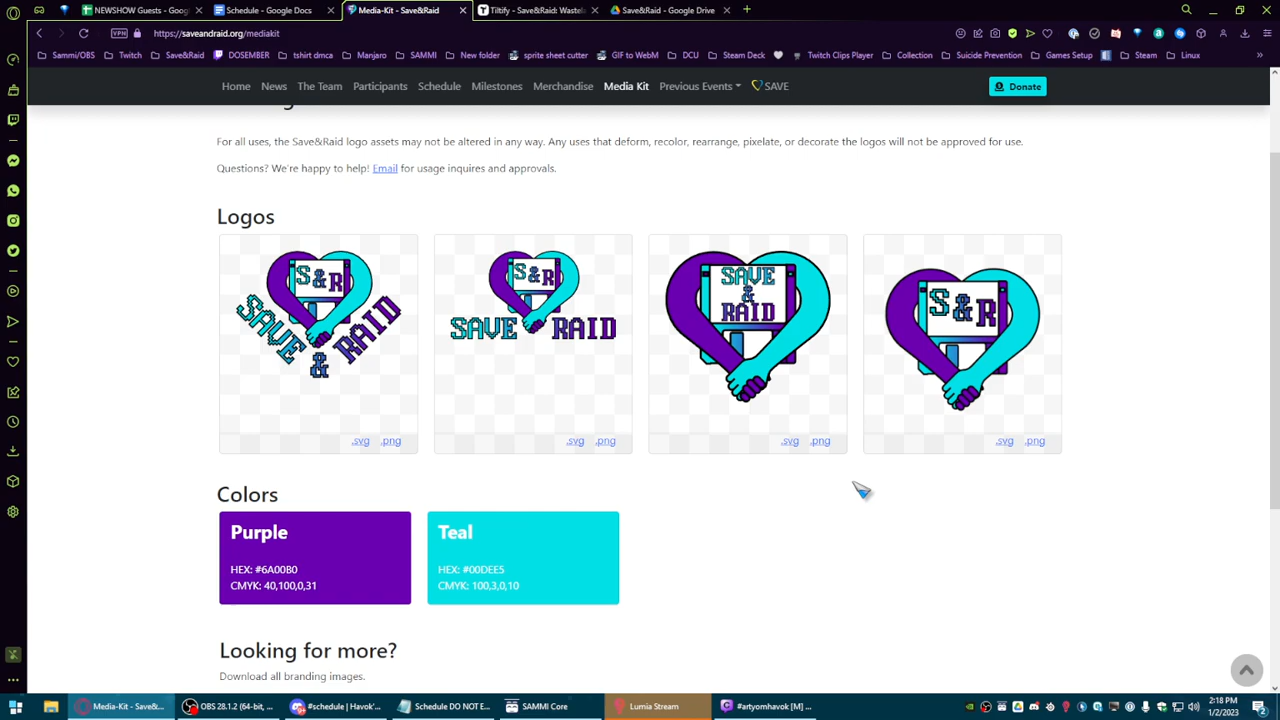 NEWSHOW Guests - Goog
Schedule - Google Docs
Media-Kit - Save&Raid
Tiltify - Save&Raid: Wastela
Save&Raid - Google Drive
VPN
https://saveandraid.org/mediakit
Sammi/OBS
Twitch
Save&Raid
DOSEMBER
tshirt dmca
Manjaro
SAMMI
New folder
sprite sheet cutter
GIF to WebM
DCU
Steam Deck
Twitch Clips Player
Collection
Suicide Prevention
Games Setup
Steam
Linux
Home News The Team Participants Schedule Milestones Merchandise Media Kit Previous Events SAVE
Donate
For all uses, the Save&Raid logo assets may not be altered in any way. Any uses that deform, recolor, rearrange, pixelate, or decorate the logos will not be approved for use.
Questions? We're happy to help! Email for usage inquires and approvals.
Logos
S&R
SAVE & RAID
.svg .png
S&R
SAVE RAID
.svg .png
SAVE
&
RAID
.svg .png
S&R
.svg .png
Colors
Purple
HEX: #6A00B0
CMYK: 40,100,0,31
Teal
HEX: #00DEE5
CMYK: 100,3,0,10
Looking for more?
Download all branding images.
Media-Kit - Save&...
OBS 28.1.2 (64-bit, ...
#schedule | Havok'...
Schedule DO NOT E...
SAMMI Core
Lumia Stream
#artyomhavok [M] ...
2:18 PM
1/2/2023
2